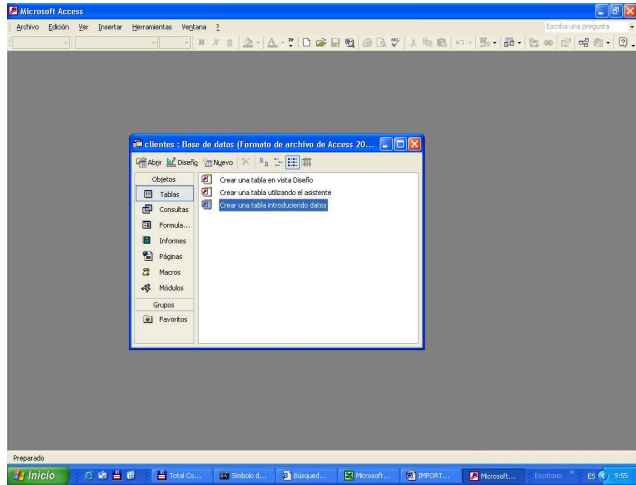 Microsoft Access
Archivo Edición Ver Insertar Herramientas Ventana ?
Escriba una pregunta
N K S
clientes : Base de datos (Formato de archivo de Access 20...
Abrir Diseño Nuevo
Objetos
Tablas
Consultas
Formula...
Informes
Páginas
Macros
Módulos
Grupos
Favoritos
Crear una tabla en vista Diseño
Crear una tabla utilizando el asistente
Crear una tabla introduciendo datos
Preparado
Inicio
Total Co...
Símbolo d...
Búsqued...
Microsoft...
IMPORT...
Microsoft...
Escritorio
ES
9:55